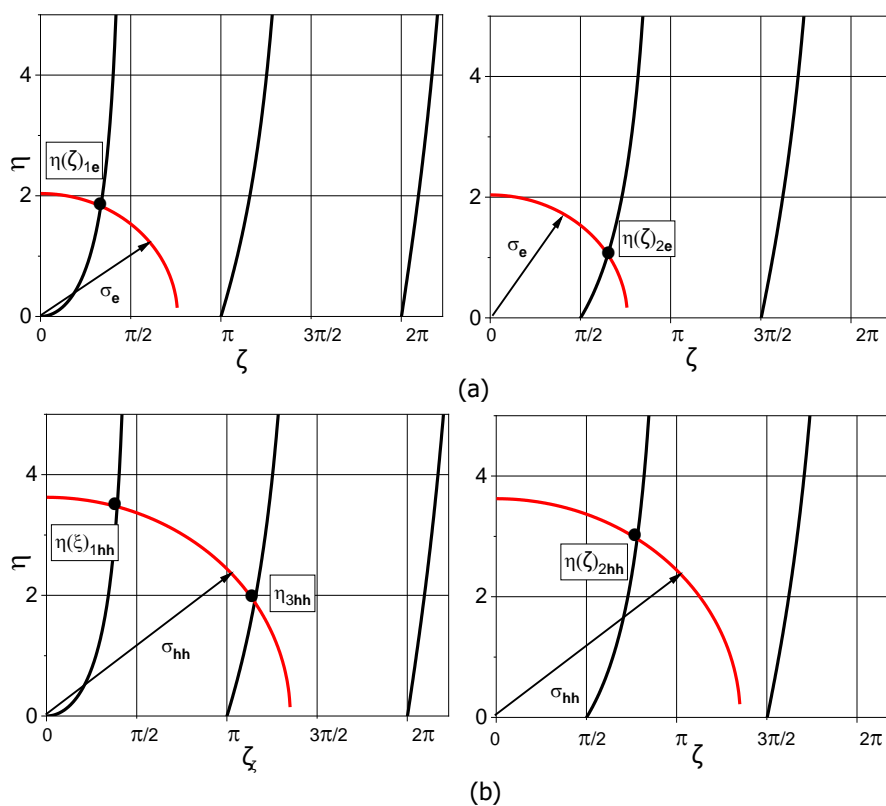 η
4
2
0
η(ζ)1e
σe
0 π/2 π 3π/2 2π
ζ
4
2
0
σe
η(ζ)2e
0 π/2 π 3π/2 2π
ζ
(a)
η
4
2
0
η(ξ)1hh
η3hh
σhh
0 π/2 π 3π/2 2π
ζξ
4
2
0
η(ζ)2hh
σhh
0 π/2 π 3π/2 2π
ζ
(b)